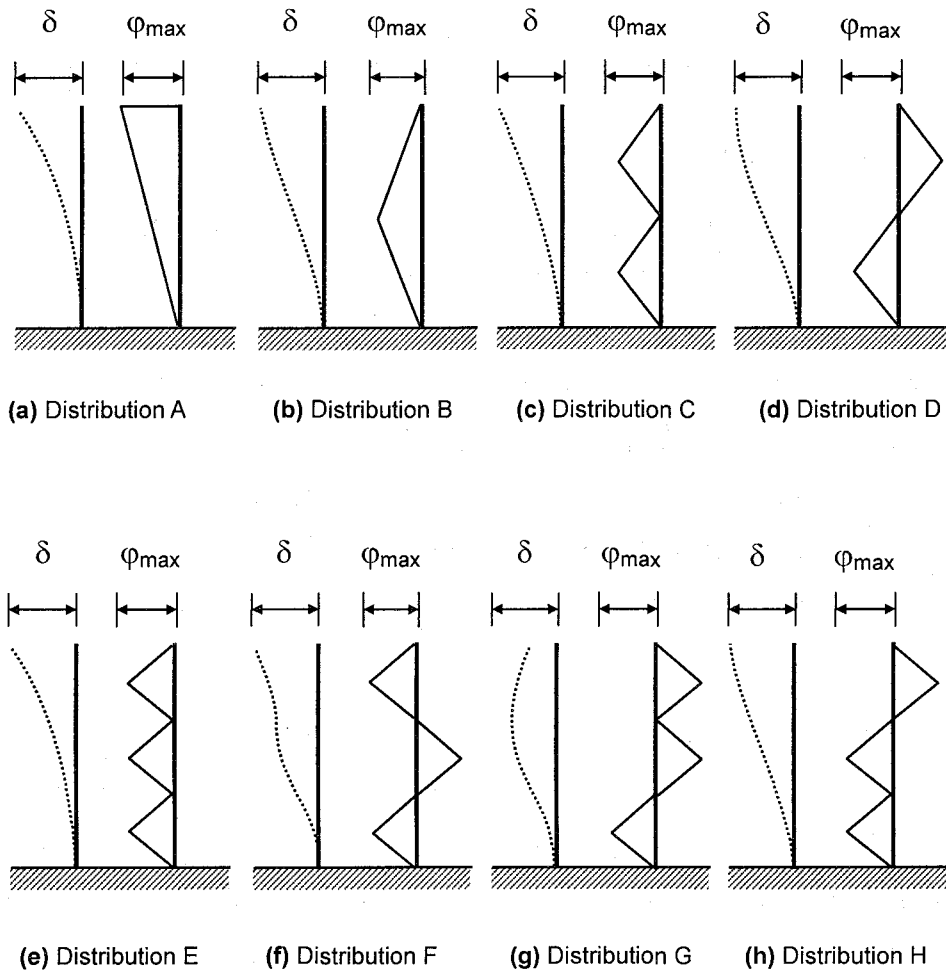 δ φmax δ φmax δ φmax δ φmax
(a) Distribution A (b) Distribution B (c) Distribution C (d) Distribution D
δ φmax δ φmax δ φmax δ φmax
(e) Distribution E (f) Distribution F (g) Distribution G (h) Distribution H